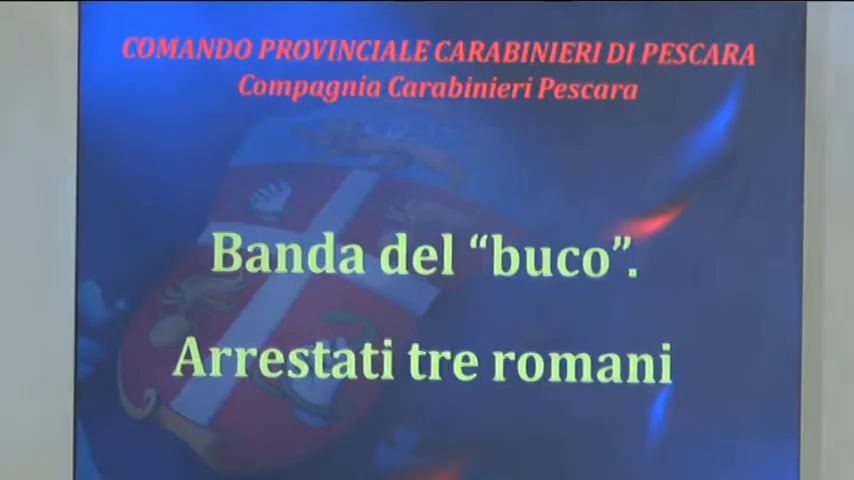 COMANDO PROVINCIALE CARABINIERI DI PESCARA
Compagnia Carabinieri Pescara
Banda del “buco”.
Arrestati tre romani